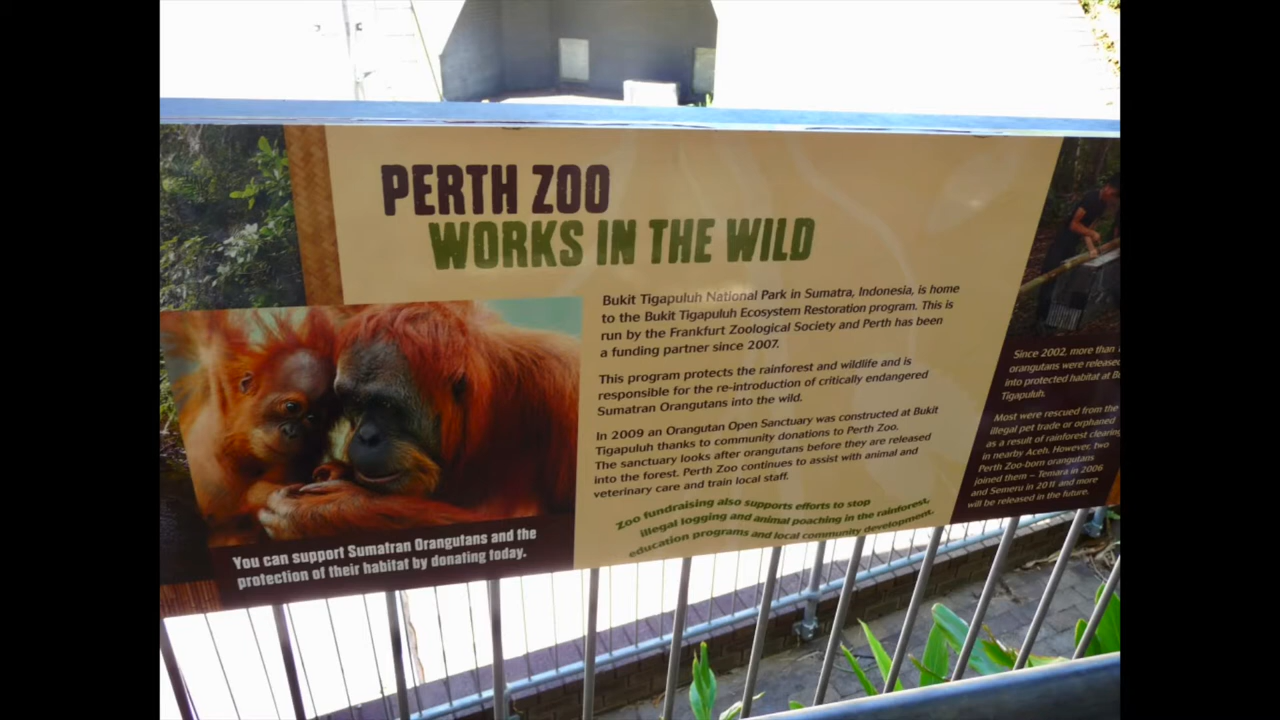 PERTH ZOO
WORKS IN THE WILD
Bukit Tigapuluh National Park in Sumatra, Indonesia, is home
to the Bukit Tigapuluh Ecosystem Restoration program. This is
run by the Frankfurt Zoological Society and Perth has been
a funding partner since 2007.
This program protects the rainforest and wildlife and is
responsible for the re-introduction of critically endangered
Sumatran Orangutans into the wild.
In 2009 an Orangutan Open Sanctuary was constructed at Bukit
Tigapuluh thanks to community donations to Perth Zoo.
The sanctuary looks after orangutans before they are released
into the forest. Perth Zoo continues to assist with animal and
veterinary care and train local staff.
Zoo fundraising also supports efforts to stop
illegal logging and animal poaching in the rainforest,
education programs and local community development.
You can support Sumatran Orangutans and the
protection of their habitat by donating today.
Since 2002, more than
orangutans were released
into protected habitat at
Tigapuluh.
Most were rescued from the
illegal pet trade or orphaned
as a result of rainforest clearing
in nearby Aceh. However, two
Perth Zoo-born orangutans
joined them – Temara in 2006
and Semeru in 2011 and more
will be released in the future.